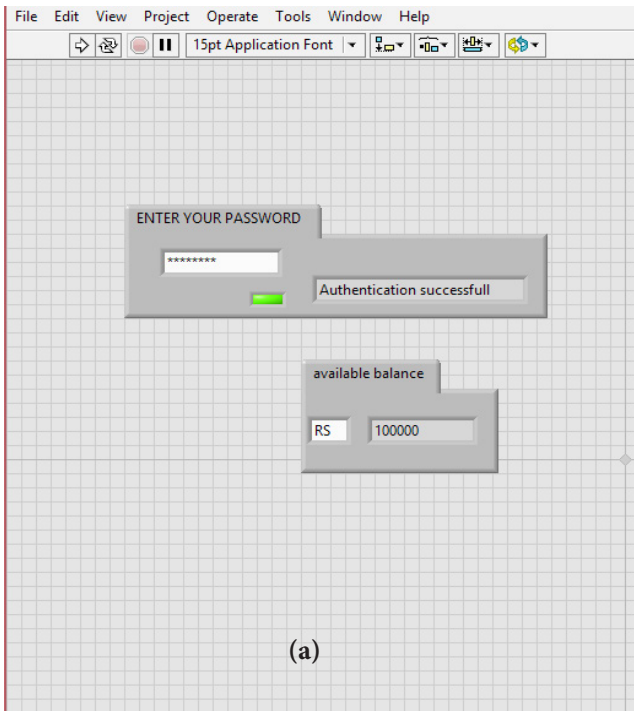 File Edit View Project Operate Tools Window Help
15pt Application Font
ENTER YOUR PASSWORD
********
Authentication successfull
available balance
RS 100000
(a)